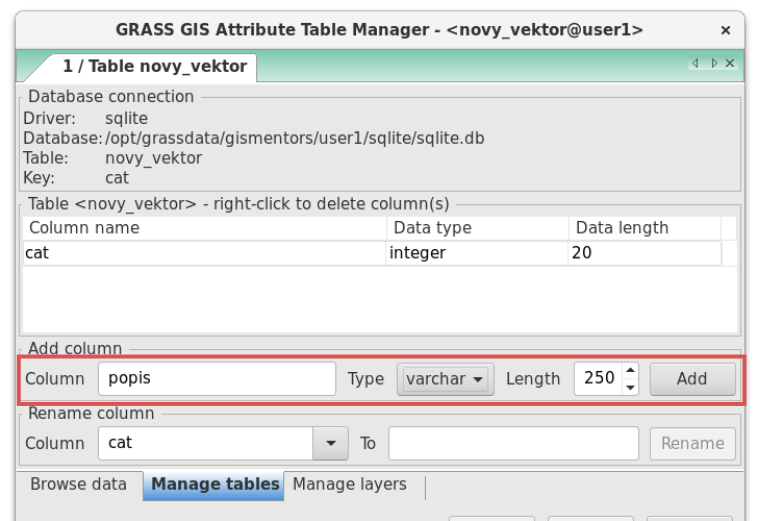 GRASS GIS Attribute Table Manager - <novy_vektor@user1> ×
1 / Table novy_vektor
Database connection
Driver: sqlite
Database: /opt/grassdata/gismentors/user1/sqlite/sqlite.db
Table: novy_vektor
Key: cat
Table <novy_vektor> - right-click to delete column(s)
Column name Data type Data length
cat integer 20
Add column
Column popis Type varchar Length 250 Add
Rename column
Column cat To Rename
Browse data Manage tables Manage layers